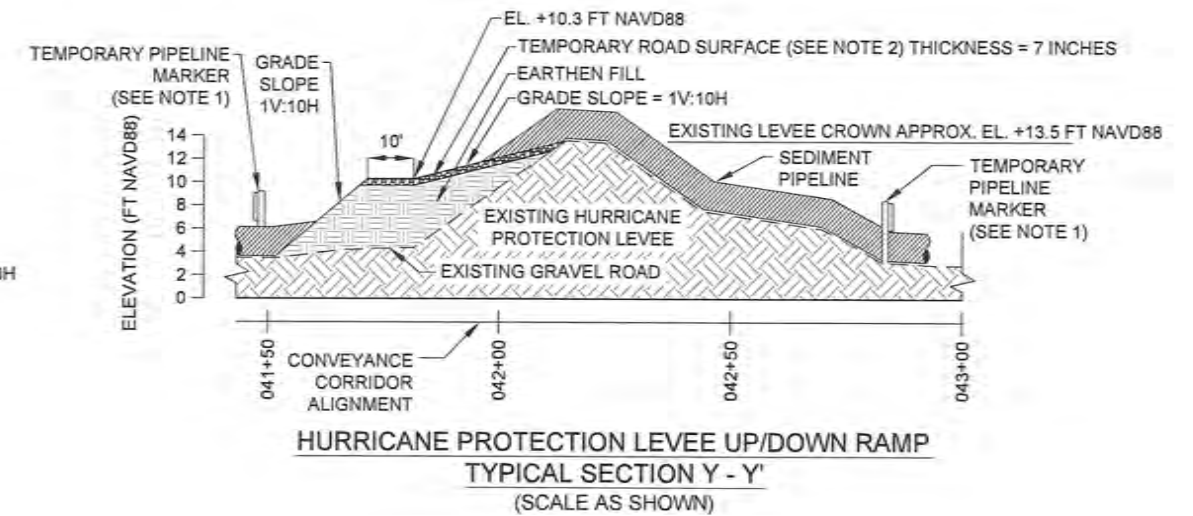 EL. +10.3 FT NAVD88
TEMPORARY ROAD SURFACE (SEE NOTE 2) THICKNESS = 7 INCHES
EARTHEN FILL
GRADE SLOPE = 1V:10H
TEMPORARY PIPELINE
MARKER
(SEE NOTE 1)
GRADE
SLOPE
1V:10H
10'
EXISTING LEVEE CROWN APPROX. EL. +13.5 FT NAVD88
SEDIMENT
PIPELINE
TEMPORARY
PIPELINE
MARKER
(SEE NOTE 1)
ELEVATION (FT NAVD88)
14
12
10
8
6
4
2
0
EXISTING HURRICANE
PROTECTION LEVEE
EXISTING GRAVEL ROAD
041+50
042+00
042+50
043+00
CONVEYANCE
CORRIDOR
ALIGNMENT
HURRICANE PROTECTION LEVEE UP/DOWN RAMP
TYPICAL SECTION Y - Y'
(SCALE AS SHOWN)